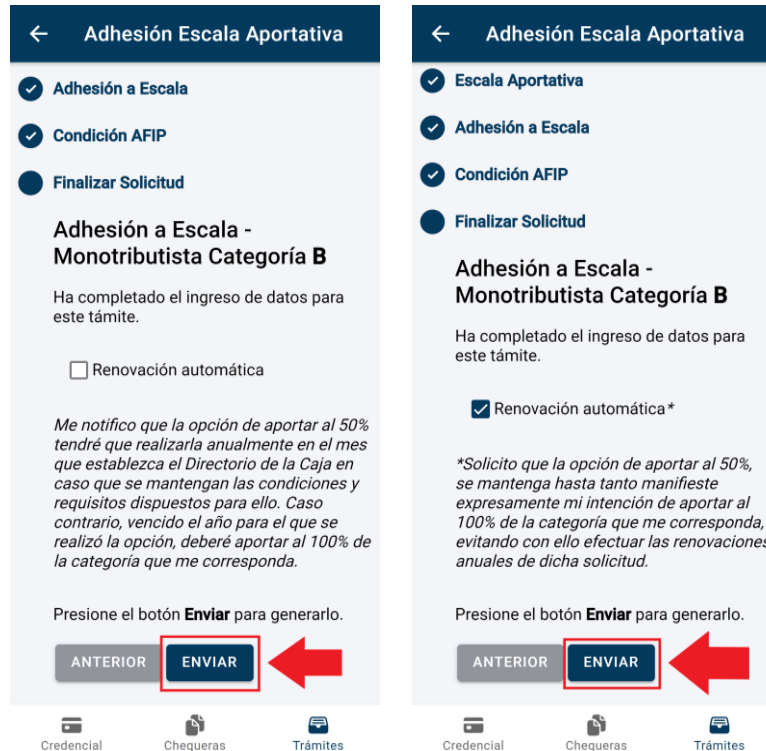 Adhesión Escala Aportativa
Adhesión a Escala
Condición AFIP
Finalizar Solicitud
Adhesión a Escala -
Monotributista Categoría B
Ha completado el ingreso de datos para
este támite.
Renovación automática
Me notifico que la opción de aportar al 50%
tendré que realizarla anualmente en el mes
que establezca el Directorio de la Caja en
caso que se mantengan las condiciones y
requisitos dispuestos para ello. Caso
contrario, vencido el año para el que se
realizó la opción, deberé aportar al 100% de
la categoría que me corresponda.
Presione el botón Enviar para generarlo.
ANTERIOR
ENVIAR
Credencial
Chequeras
Trámites
Adhesión Escala Aportativa
Escala Aportativa
Adhesión a Escala
Condición AFIP
Finalizar Solicitud
Adhesión a Escala -
Monotributista Categoría B
Ha completado el ingreso de datos para
este támite.
Renovación automática*
*Solicito que la opción de aportar al 50%,
se mantenga hasta tanto manifieste
expresamente mi intención de aportar al
100% de la categoría que me corresponda,
evitando con ello efectuar las renovaciones
anuales de dicha solicitud.
Presione el botón Enviar para generarlo.
ANTERIOR
ENVIAR
Credencial
Chequeras
Trámites